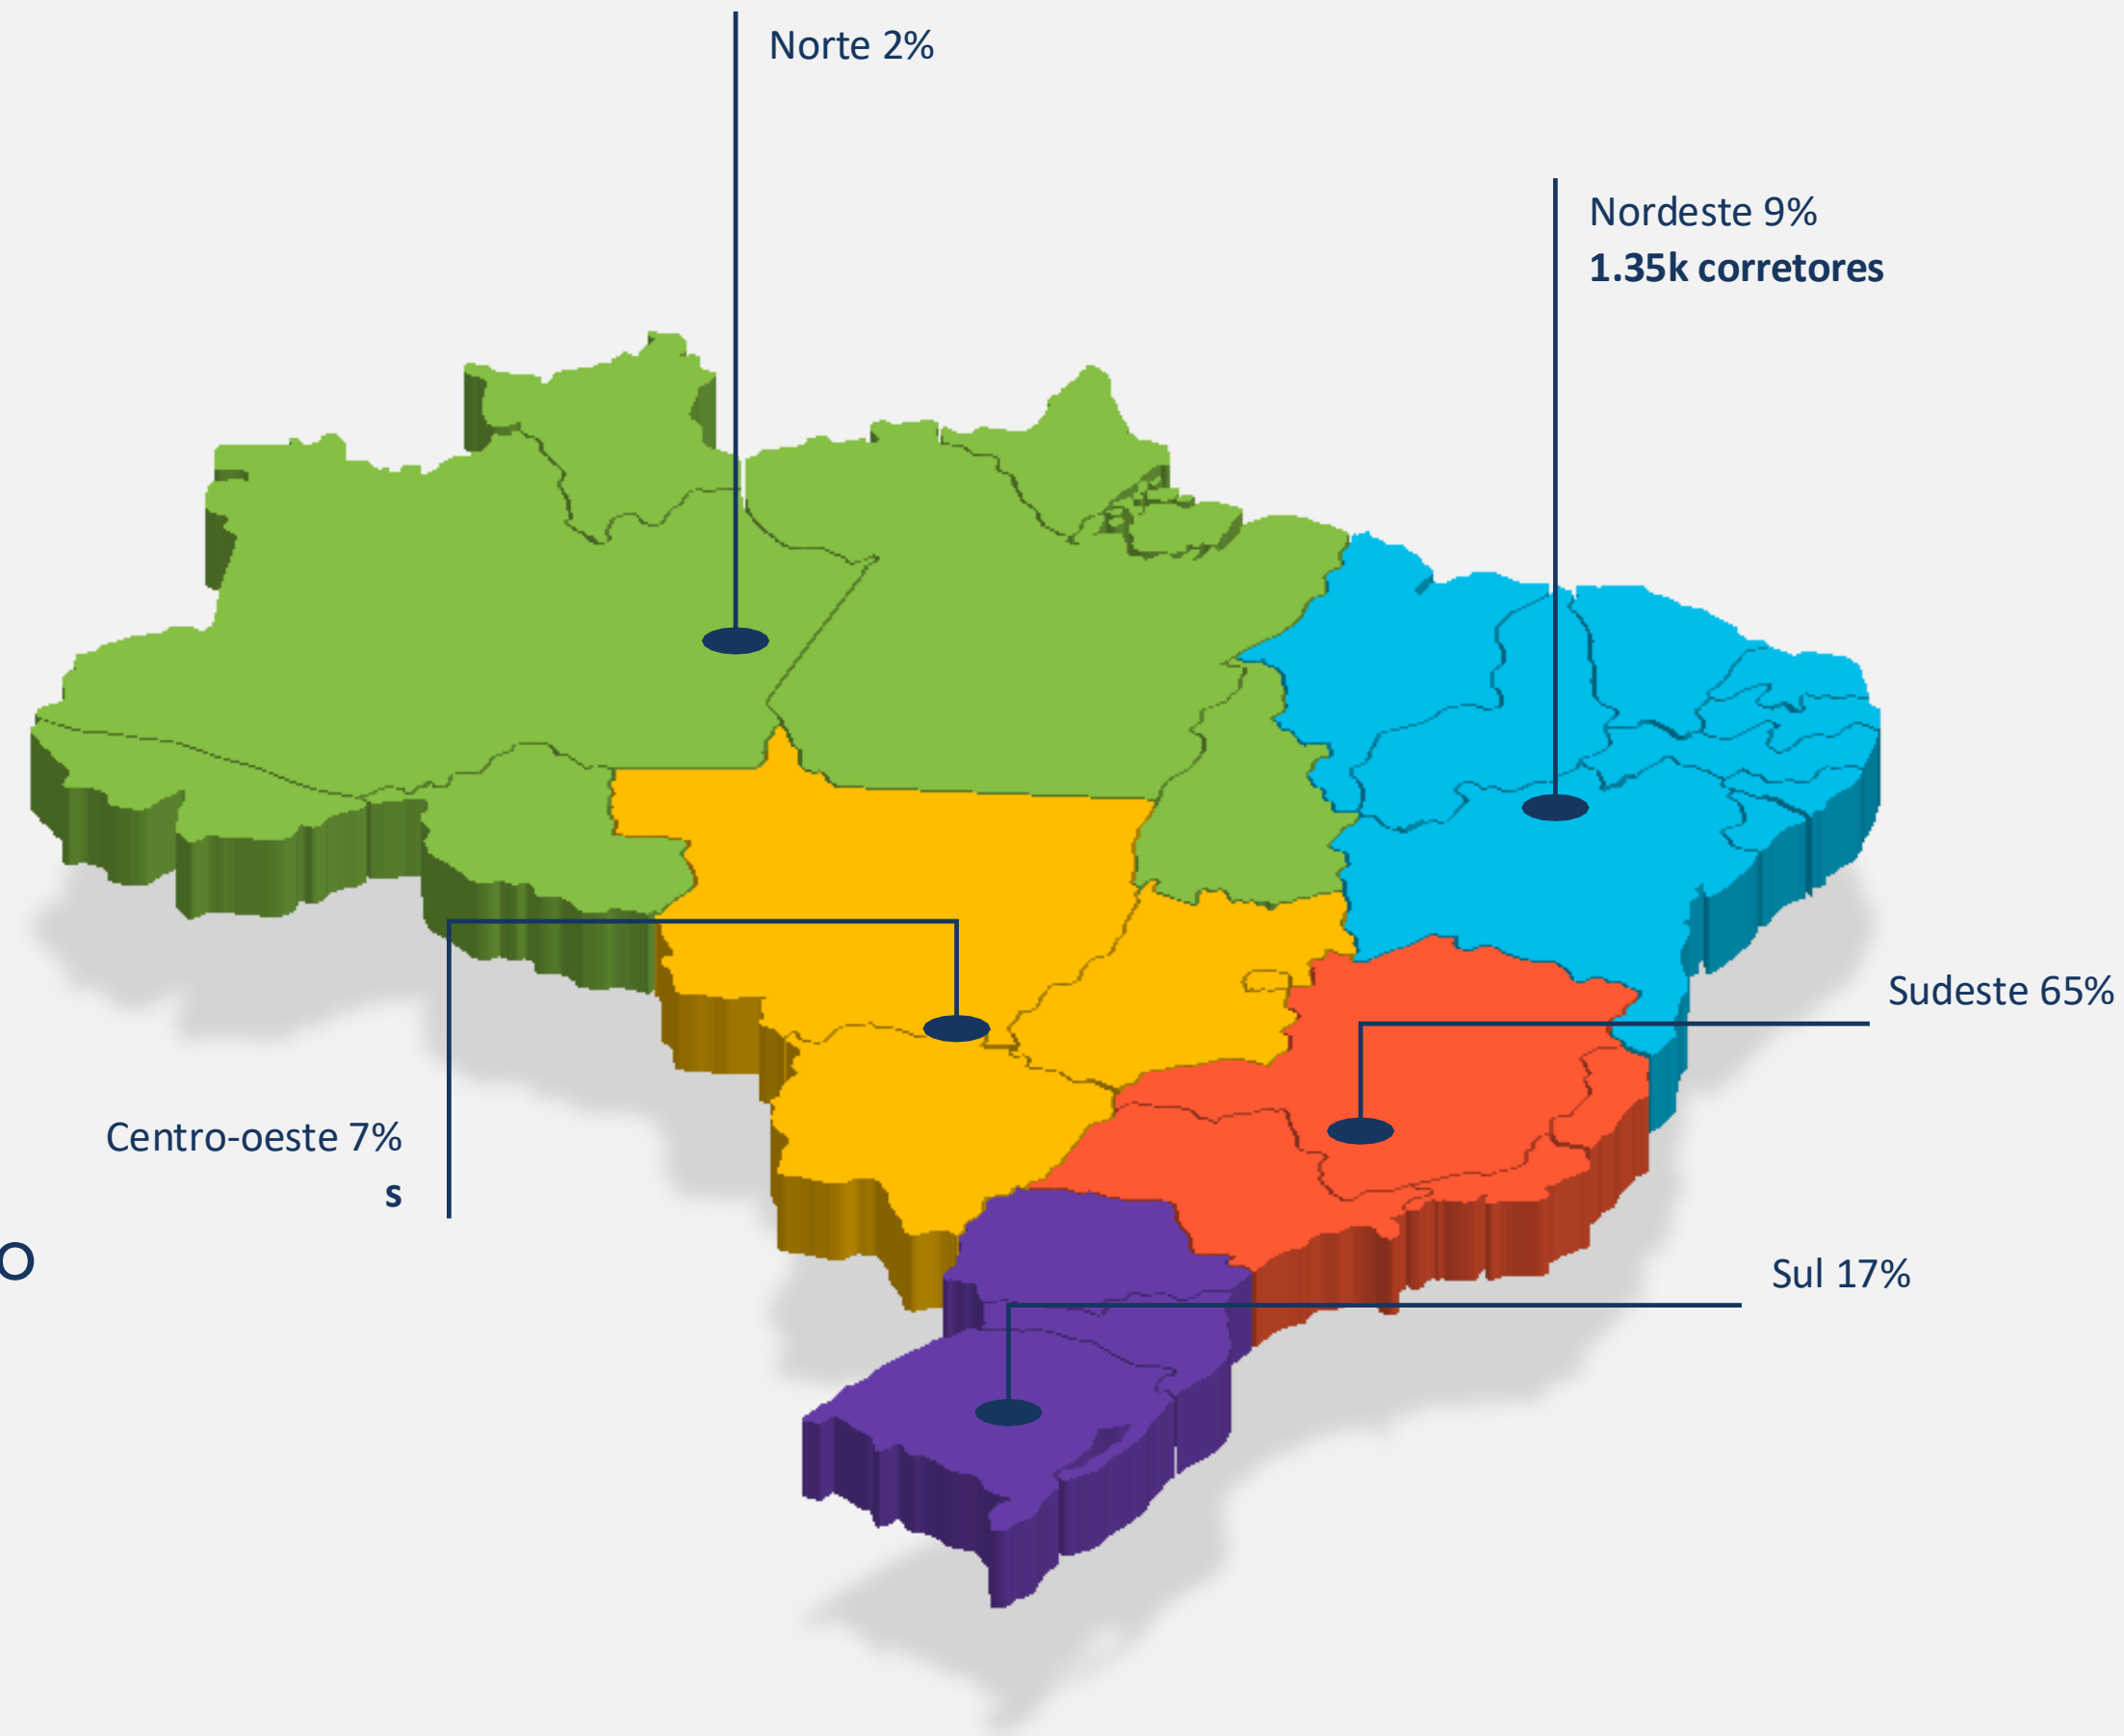 Norte 2%
Nordeste 9%
1.35k corretores
Sudeste 65%
Centro-oeste 7%
s
o
Sul 17%